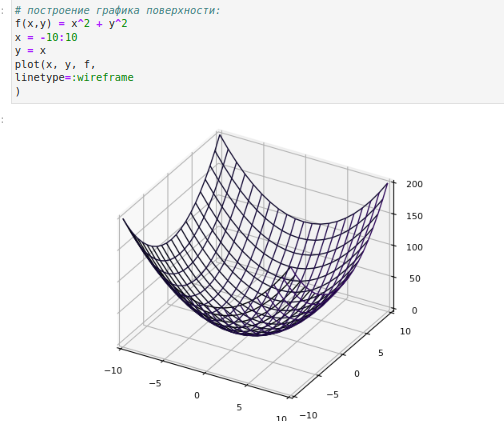 # построение графика поверхности:
f(x,y) = x^2 + y^2
x = -10:10
y = x
plot(x, y, f,
linetype=:wireframe
)
200
150
100
50
0
10
5
0
−5
−10
−10
−5
0
5
10